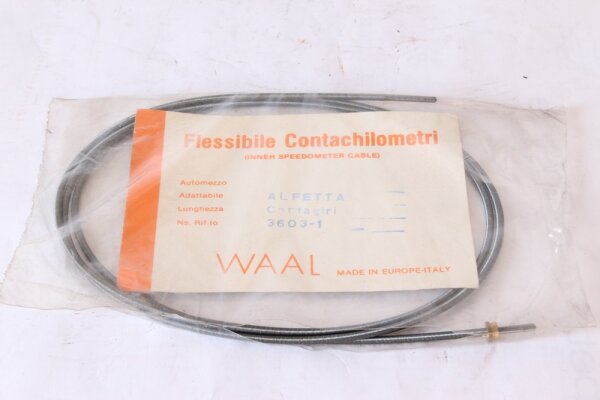 Flessibile Contachilometri
(INNER SPEEDOMETER CABLE)
Automezzo
Adattabile ALFETTA
Lunghezza Contagiri
Ns. Rif.to 3603-1
WAAL MADE IN EUROPE-ITALY